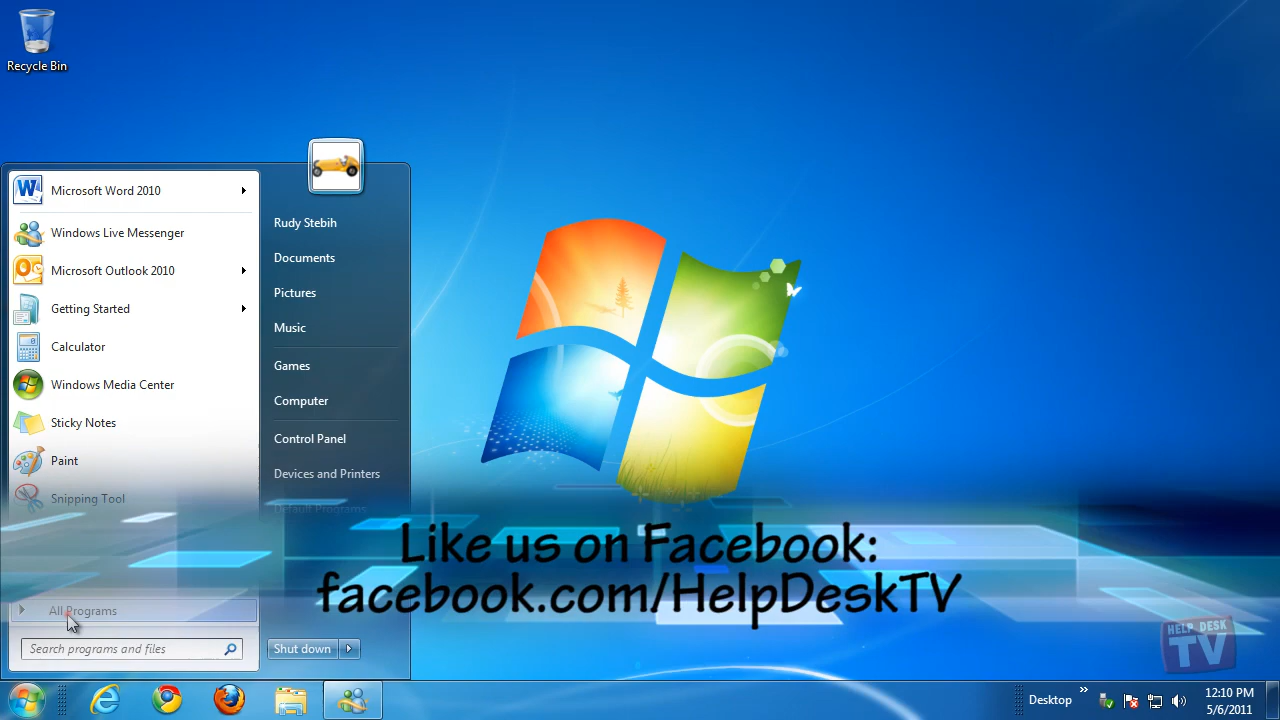 Recycle Bin
Microsoft Word 2010
Windows Live Messenger
Microsoft Outlook 2010
Getting Started
Calculator
Windows Media Center
Sticky Notes
Paint
Snipping Tool
All Programs
Search programs and files
Rudy Stebih
Documents
Pictures
Music
Games
Computer
Control Panel
Devices and Printers
Default Programs
Shut down
Like us on Facebook:
facebook.com/HelpDeskTV
HELP DESK
TV
Desktop
12:10 PM
5/6/2011